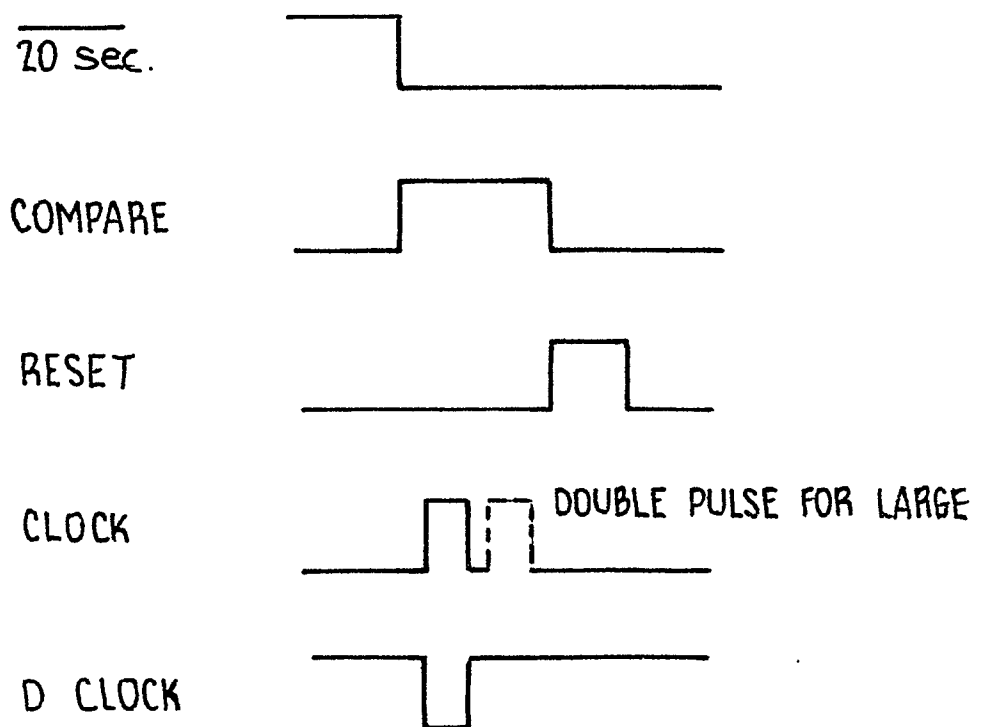 20 sec.
COMPARE
RESET
CLOCK
DOUBLE PULSE FOR LARGE
D CLOCK